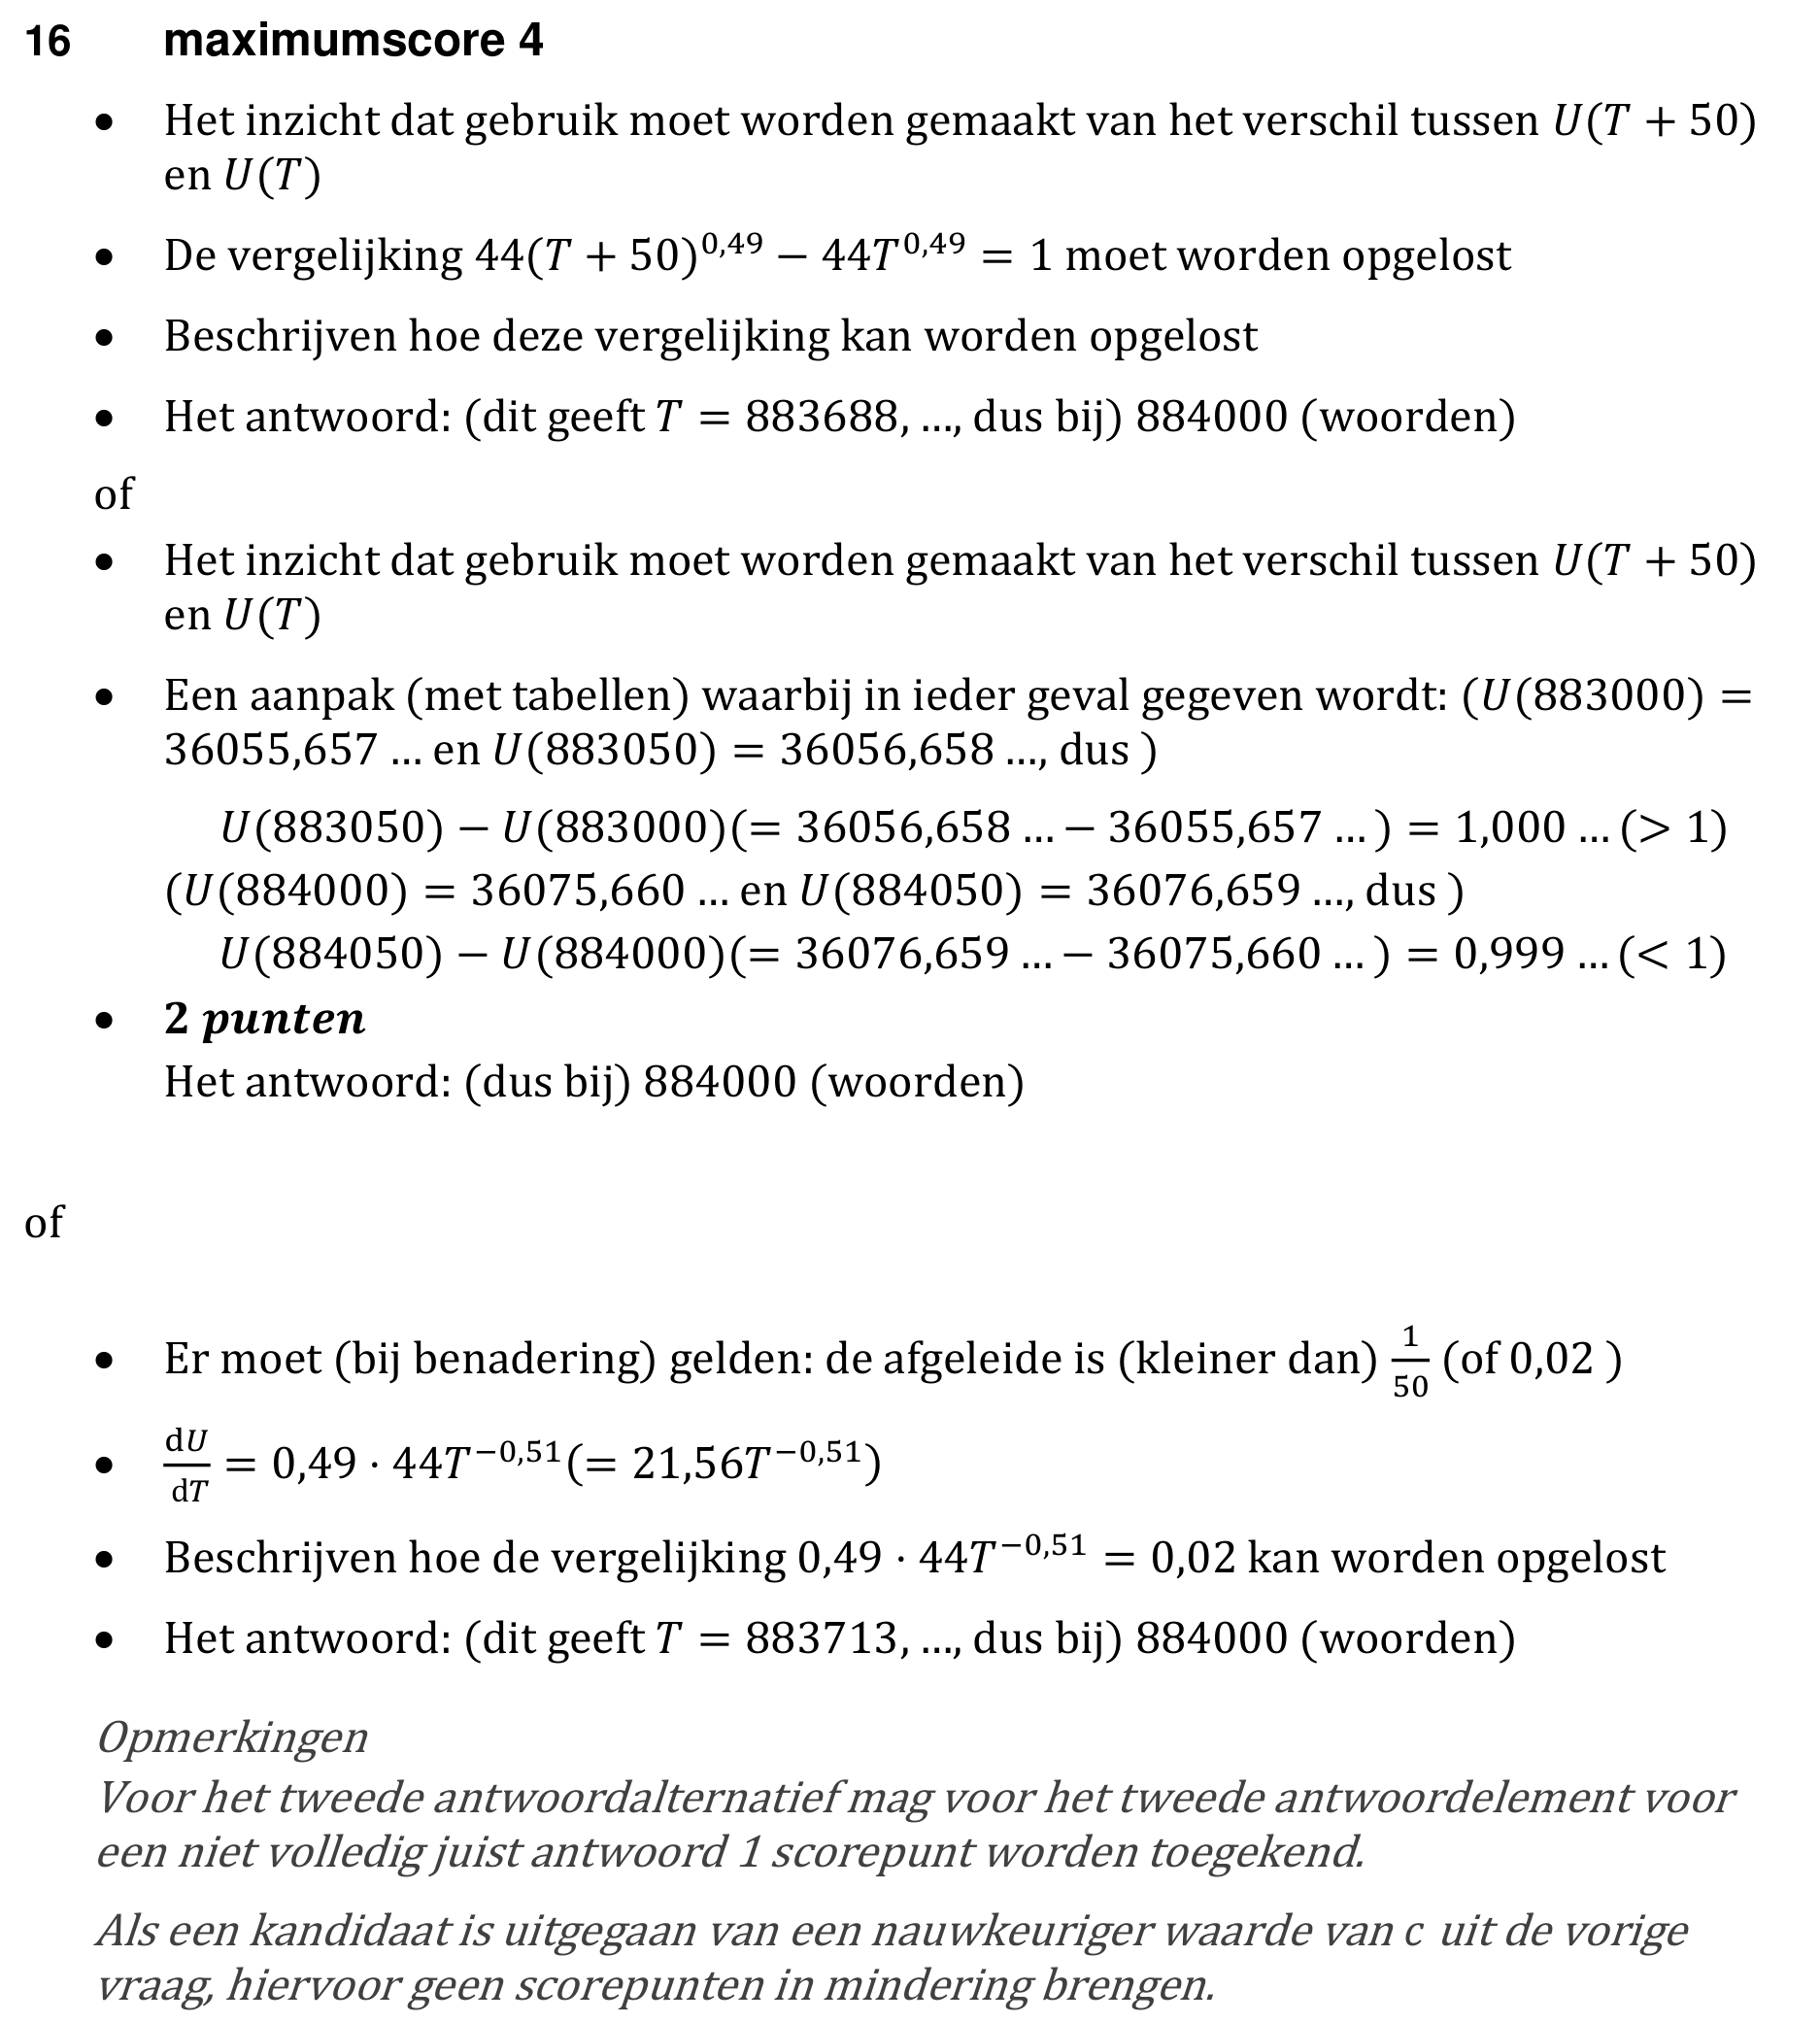 16 maximumscore 4
• Het inzicht dat gebruik moet worden gemaakt van het verschil tussen U(T + 50)
en U(T)
• De vergelijking 44(T + 50)^0,49 − 44T^0,49 = 1 moet worden opgelost
• Beschrijven hoe deze vergelijking kan worden opgelost
• Het antwoord: (dit geeft T = 883688, ..., dus bij) 884000 (woorden)
of
• Het inzicht dat gebruik moet worden gemaakt van het verschil tussen U(T + 50)
en U(T)
• Een aanpak (met tabellen) waarbij in ieder geval gegeven wordt: (U(883000) =
36055,657 ... en U(883050) = 36056,658 ..., dus )
U(883050) − U(883000)(= 36056,658 ... − 36055,657 ... ) = 1,000 ... (> 1)
(U(884000) = 36075,660 ... en U(884050) = 36076,659 ..., dus )
U(884050) − U(884000)(= 36076,659 ... − 36075,660 ... ) = 0,999 ... (< 1)
• 2 punten
Het antwoord: (dus bij) 884000 (woorden)
of
• Er moet (bij benadering) gelden: de afgeleide is (kleiner dan) 1/50 (of 0,02 )
• dU/dT = 0,49 · 44T^−0,51 (= 21,56T^−0,51)
• Beschrijven hoe de vergelijking 0,49 · 44T^−0,51 = 0,02 kan worden opgelost
• Het antwoord: (dit geeft T = 883713, ..., dus bij) 884000 (woorden)
Opmerkingen
Voor het tweede antwoordalternatief mag voor het tweede antwoordelement voor
een niet volledig juist antwoord 1 scorepunt worden toegekend.
Als een kandidaat is uitgegaan van een nauwkeuriger waarde van c uit de vorige
vraag, hiervoor geen scorepunten in mindering brengen.